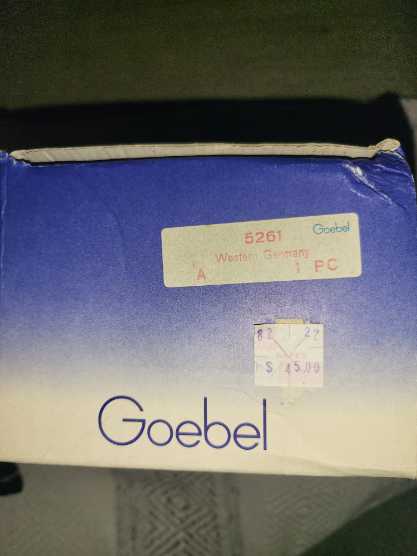 Goebel
5261
Western Germany
A 1 PC
82 22
$ 45.00
Goebel